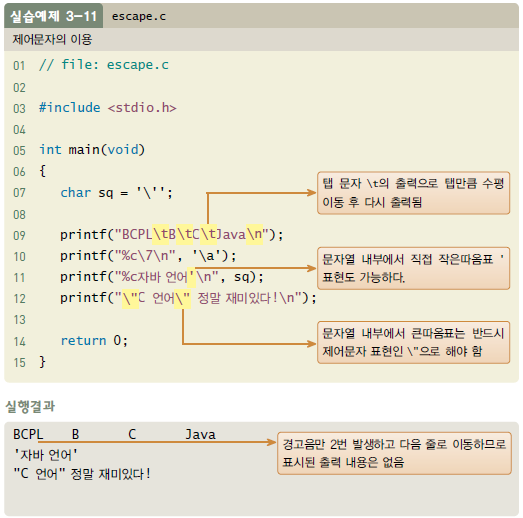 실습예제 3-11 escape.c
제어문자의 이용
01 // file: escape.c
02
03 #include <stdio.h>
04
05 int main(void)
06 {
07 char sq = '\'';
08
09 printf("BCPL\tB\tC\tJava\n");
10 printf("%c\7\n", '\a');
11 printf("%c자바 언어'\n", sq);
12 printf("\"C 언어\" 정말 재미있다!\n");
13
14 return 0;
15 }
탭 문자 \t의 출력으로 탭만큼 수평
이동 후 다시 출력됨
문자열 내부에서 직접 작은따옴표 '
표현도 가능하다.
문자열 내부에서 큰따옴표는 반드시
제어문자 표현인 \"으로 해야 함
실행결과
BCPL B C Java
'자바 언어'
"C 언어" 정말 재미있다!
경고음만 2번 발생하고 다음 줄로 이동하므로
표시된 출력 내용은 없음